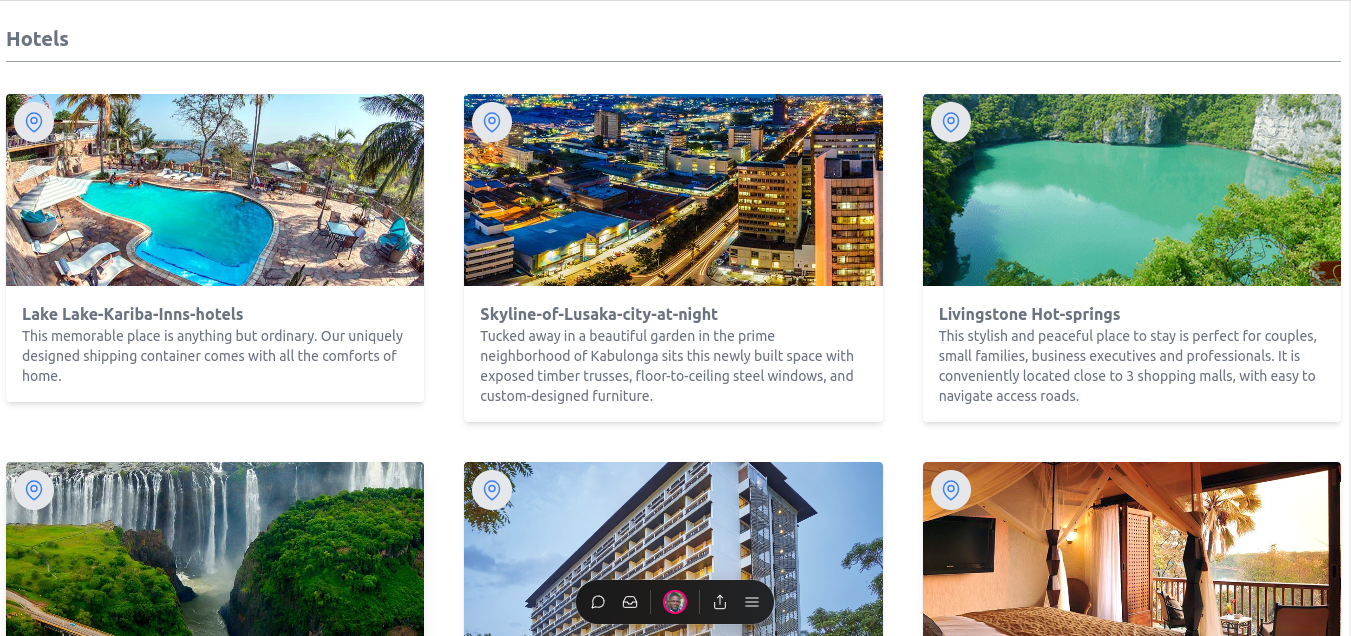 Hotels
Lake Lake-Kariba-Inns-hotels
This memorable place is anything but ordinary. Our uniquely
designed shipping container comes with all the comforts of
home.
Skyline-of-Lusaka-city-at-night
Tucked away in a beautiful garden in the prime
neighborhood of Kabulonga sits this newly built space with
exposed timber trusses, floor-to-ceiling steel windows, and
custom-designed furniture.
Livingstone Hot-springs
This stylish and peaceful place to stay is perfect for couples,
small families, business executives and professionals. It is
conveniently located close to 3 shopping malls, with easy to
navigate access roads.